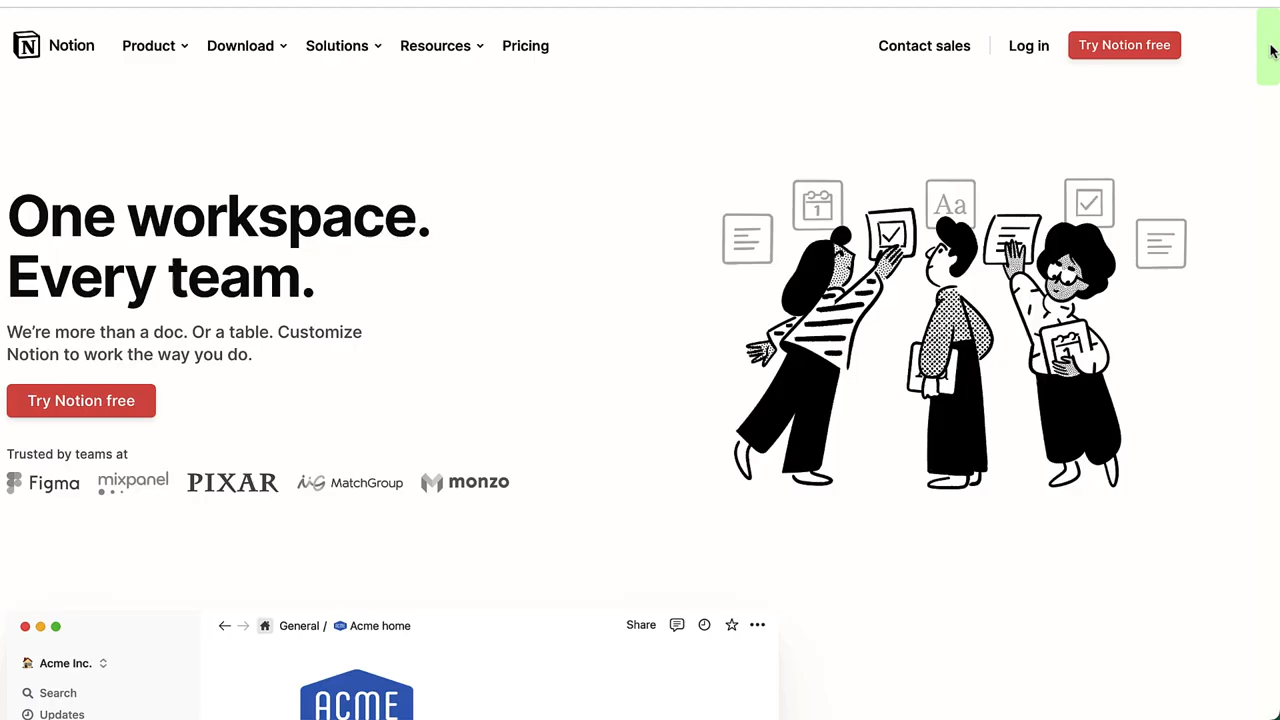 Notion Product Download Solutions Resources Pricing Contact sales Log in Try Notion free
One workspace.
Every team.
We're more than a doc. Or a table. Customize
Notion to work the way you do.
Try Notion free
Trusted by teams at
Figma mixpanel PIXAR MatchGroup monzo
1 Aa
General / Acme home Share
Acme Inc.
Search
Updates
ACME